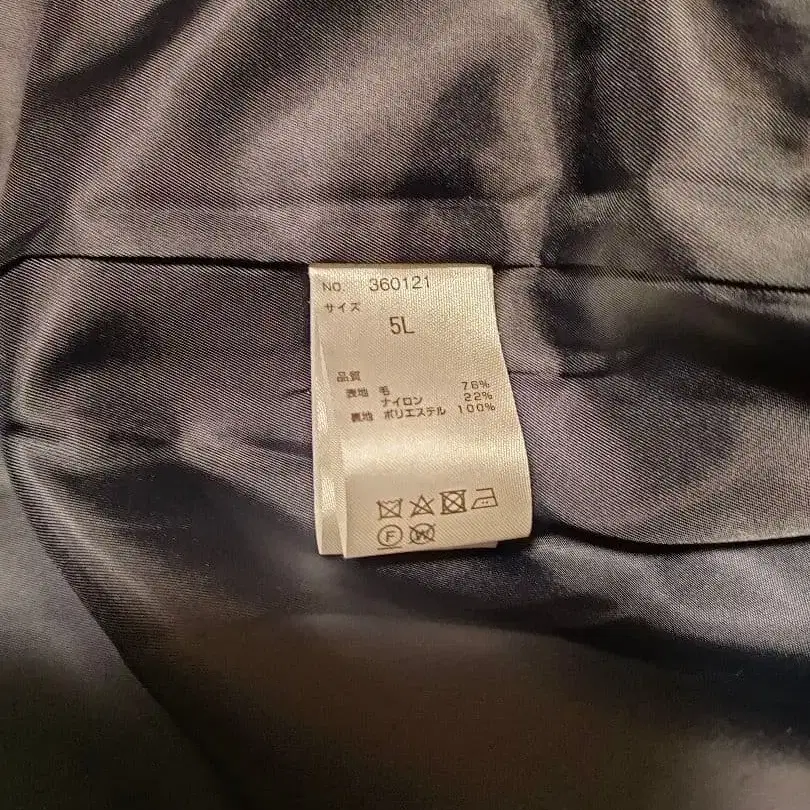 NO. 360121
サイズ
5L
品質
表地 毛 76%
ナイロン 22%
裏地 ポリエステル 100%
F W